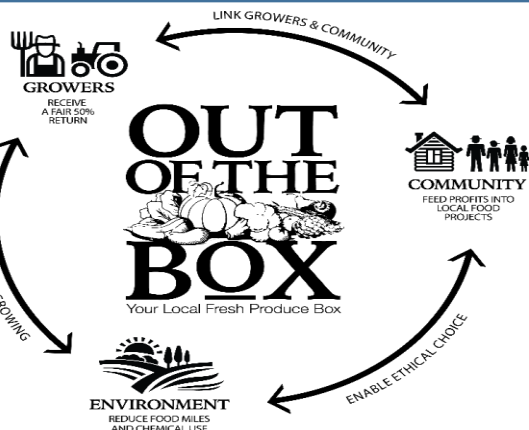 LINK GROWERS & COMMUNITY
GROWERS
RECEIVE
A FAIR 50%
RETURN
OUT
OF THE
BOX
Your Local Fresh Produce Box
COMMUNITY
FEED PROFITS INTO
LOCAL FOOD
PROJECTS
ENABLE ETHICAL CHOICE
ENVIRONMENT
REDUCE FOOD MILES
AND CHEMICAL USE